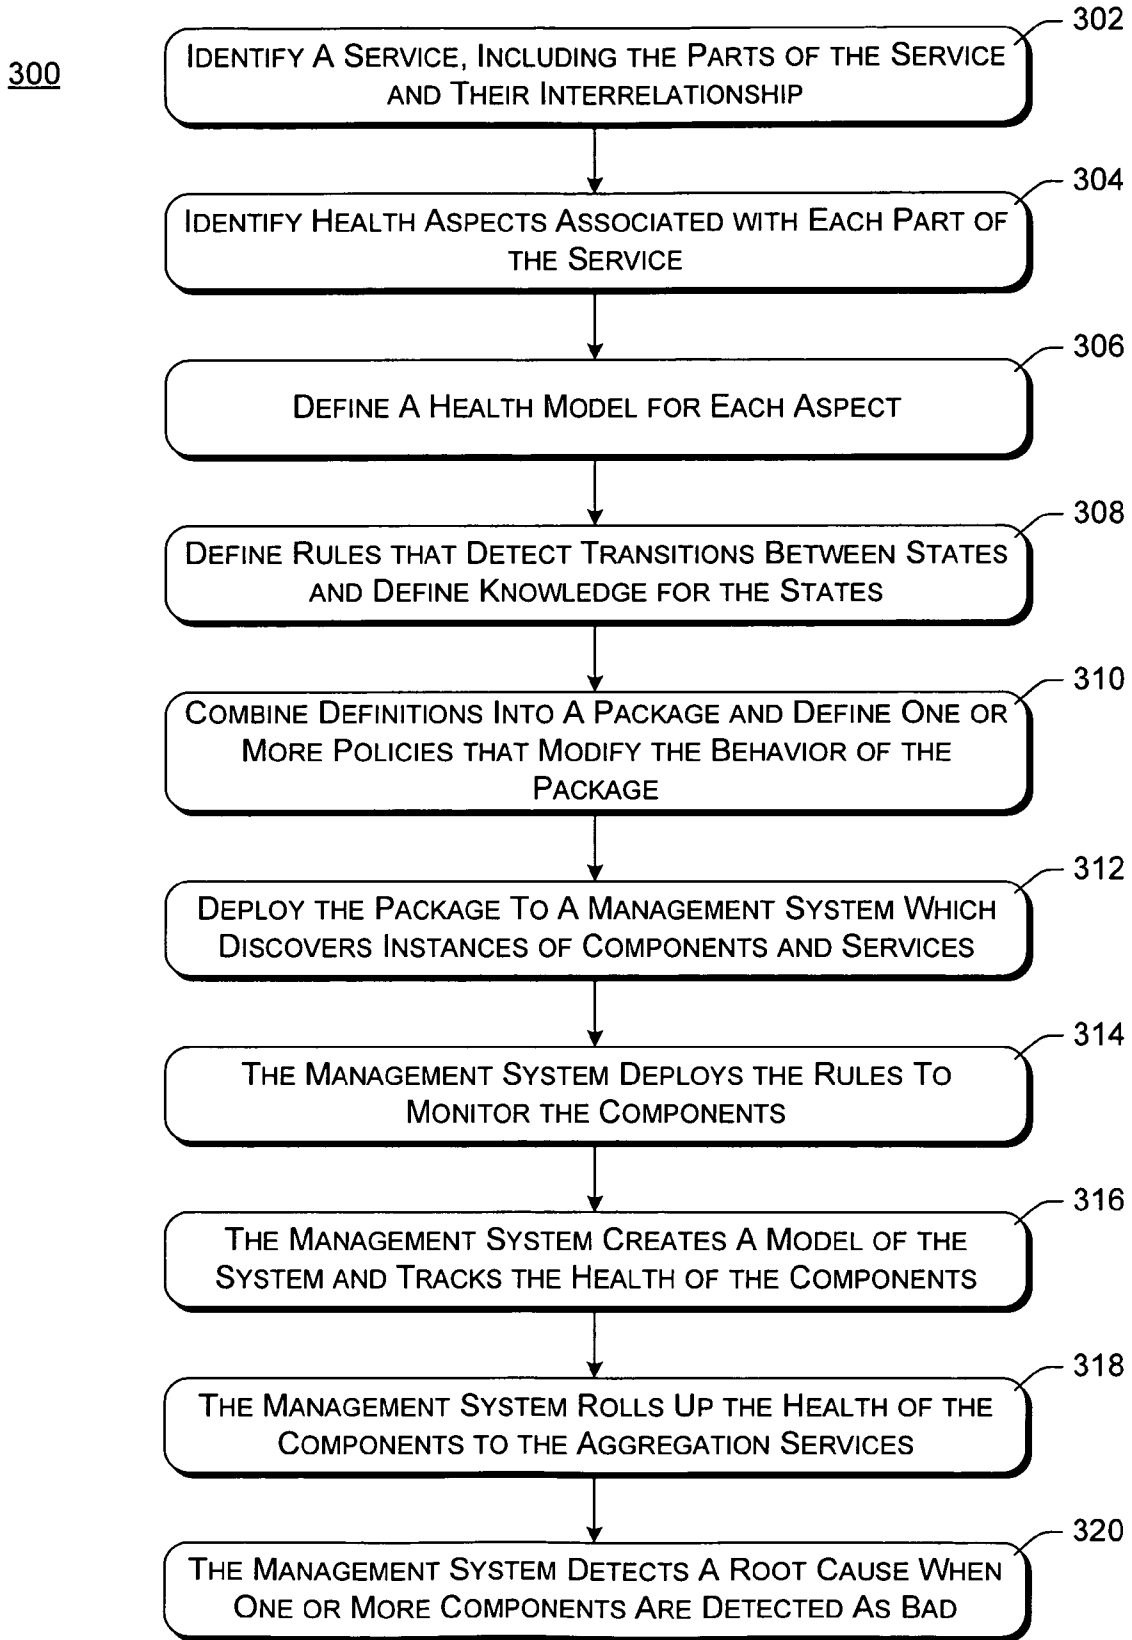 300
302
IDENTIFY A SERVICE, INCLUDING THE PARTS OF THE SERVICE
AND THEIR INTERRELATIONSHIP
304
IDENTIFY HEALTH ASPECTS ASSOCIATED WITH EACH PART OF
THE SERVICE
306
DEFINE A HEALTH MODEL FOR EACH ASPECT
308
DEFINE RULES THAT DETECT TRANSITIONS BETWEEN STATES
AND DEFINE KNOWLEDGE FOR THE STATES
310
COMBINE DEFINITIONS INTO A PACKAGE AND DEFINE ONE OR
MORE POLICIES THAT MODIFY THE BEHAVIOR OF THE
PACKAGE
312
DEPLOY THE PACKAGE TO A MANAGEMENT SYSTEM WHICH
DISCOVERS INSTANCES OF COMPONENTS AND SERVICES
314
THE MANAGEMENT SYSTEM DEPLOYS THE RULES TO
MONITOR THE COMPONENTS
316
THE MANAGEMENT SYSTEM CREATES A MODEL OF THE
SYSTEM AND TRACKS THE HEALTH OF THE COMPONENTS
318
THE MANAGEMENT SYSTEM ROLLS UP THE HEALTH OF THE
COMPONENTS TO THE AGGREGATION SERVICES
320
THE MANAGEMENT SYSTEM DETECTS A ROOT CAUSE WHEN
ONE OR MORE COMPONENTS ARE DETECTED AS BAD